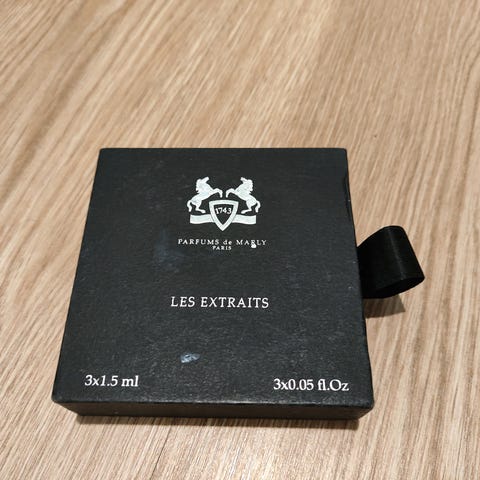 1743
PARFUMS de MARLY
PARIS
LES EXTRAITS
3x1.5 ml
3x0.05 fl.Oz